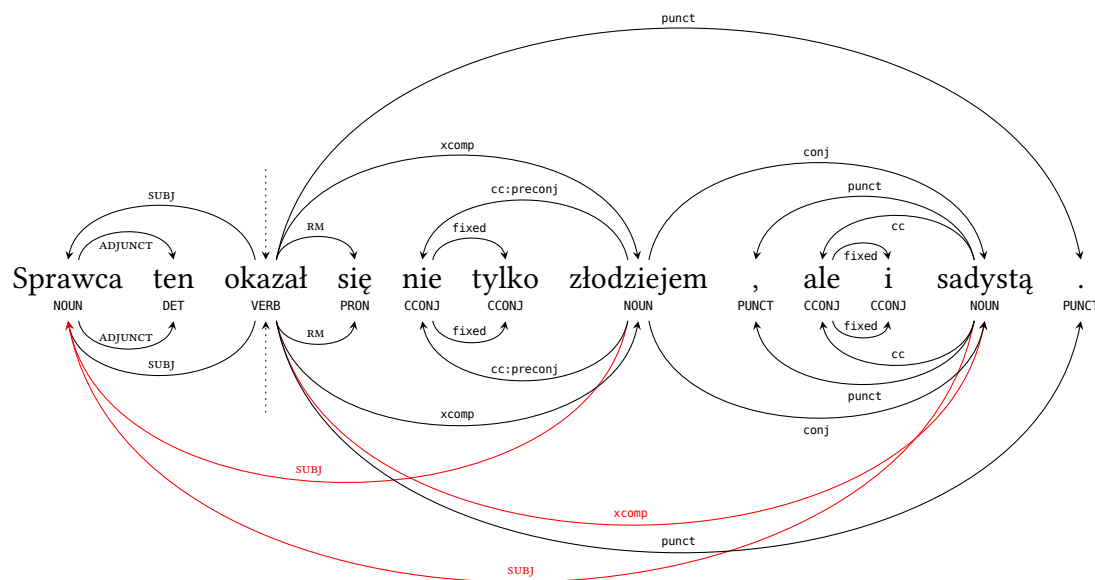 punct
xcomp conj
SUBJ cc:preconj punct
ADJUNCT RM fixed cc fixed
Sprawca ten okazał się nie tylko złodziejem , ale i sadystą .
NOUN DET VERB PRON CCONJ CCONJ NOUN PUNCT CCONJ CCONJ NOUN PUNCT
ADJUNCT RM fixed fixed
SUBJ cc:preconj cc
xcomp punct
conj
SUBJ
xcomp
punct
SUBJ